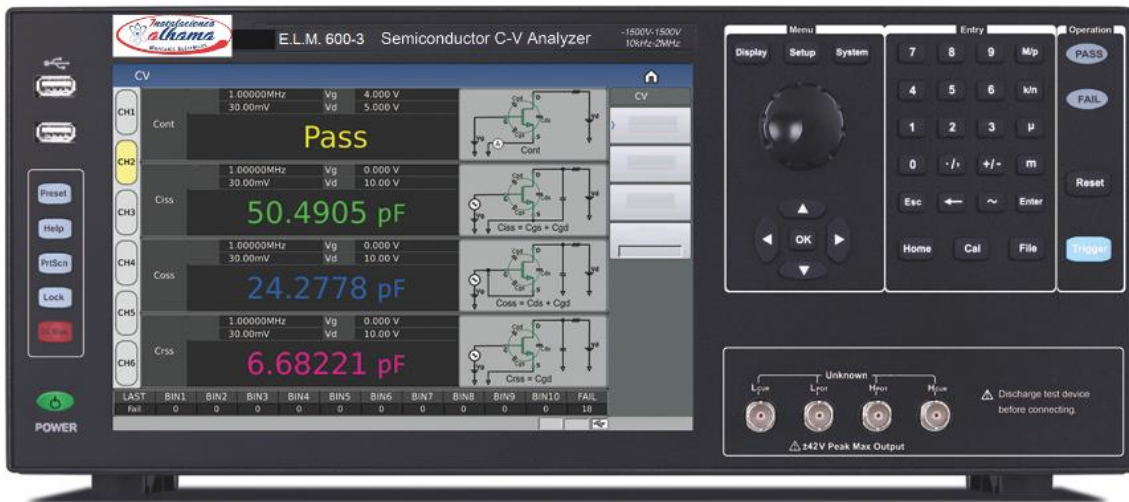 Instalaciones
alhama
E.L.M. 600-3 Semiconductor C-V Analyzer
-1500V-1500V
10kHz-2MHz
CV
CH1
CH2
CH3
CH4
CH5
CH6
Cont
1.00000MHz Vg 4.000 V
30.00mV Vd 5.000 V
Pass
Cont
Ciss
1.00000MHz Vg 0.000 V
30.00mV Vd 10.00 V
50.4905 pF
Ciss = Cgs + Cgd
Coss
1.00000MHz Vg 0.000 V
30.00mV Vd 10.00 V
24.2778 pF
Coss = Cds + Cgd
Crss
1.00000MHz Vg 0.000 V
30.00mV Vd 10.00 V
6.68221 pF
Crss = Cgd
CV
LAST BIN1 BIN2 BIN3 BIN4 BIN5 BIN6 BIN7 BIN8 BIN9 BIN10 FAIL
Fail 0 0 0 0 0 0 0 0 0 0 18
Preset
Help
PrtScn
Lock
DC Bias
POWER
Menu
Display Setup System
OK
Entry
7 8 9 M/p
4 5 6 k/n
1 2 3 μ
0 ·/, +/- m
Esc ← ~ Enter
Home Cal File
Operation
PASS
FAIL
Reset
Trigger
Unknown
LCUR LPOT HPOT HCUR
±42V Peak Max Output
Discharge test device
before connecting.